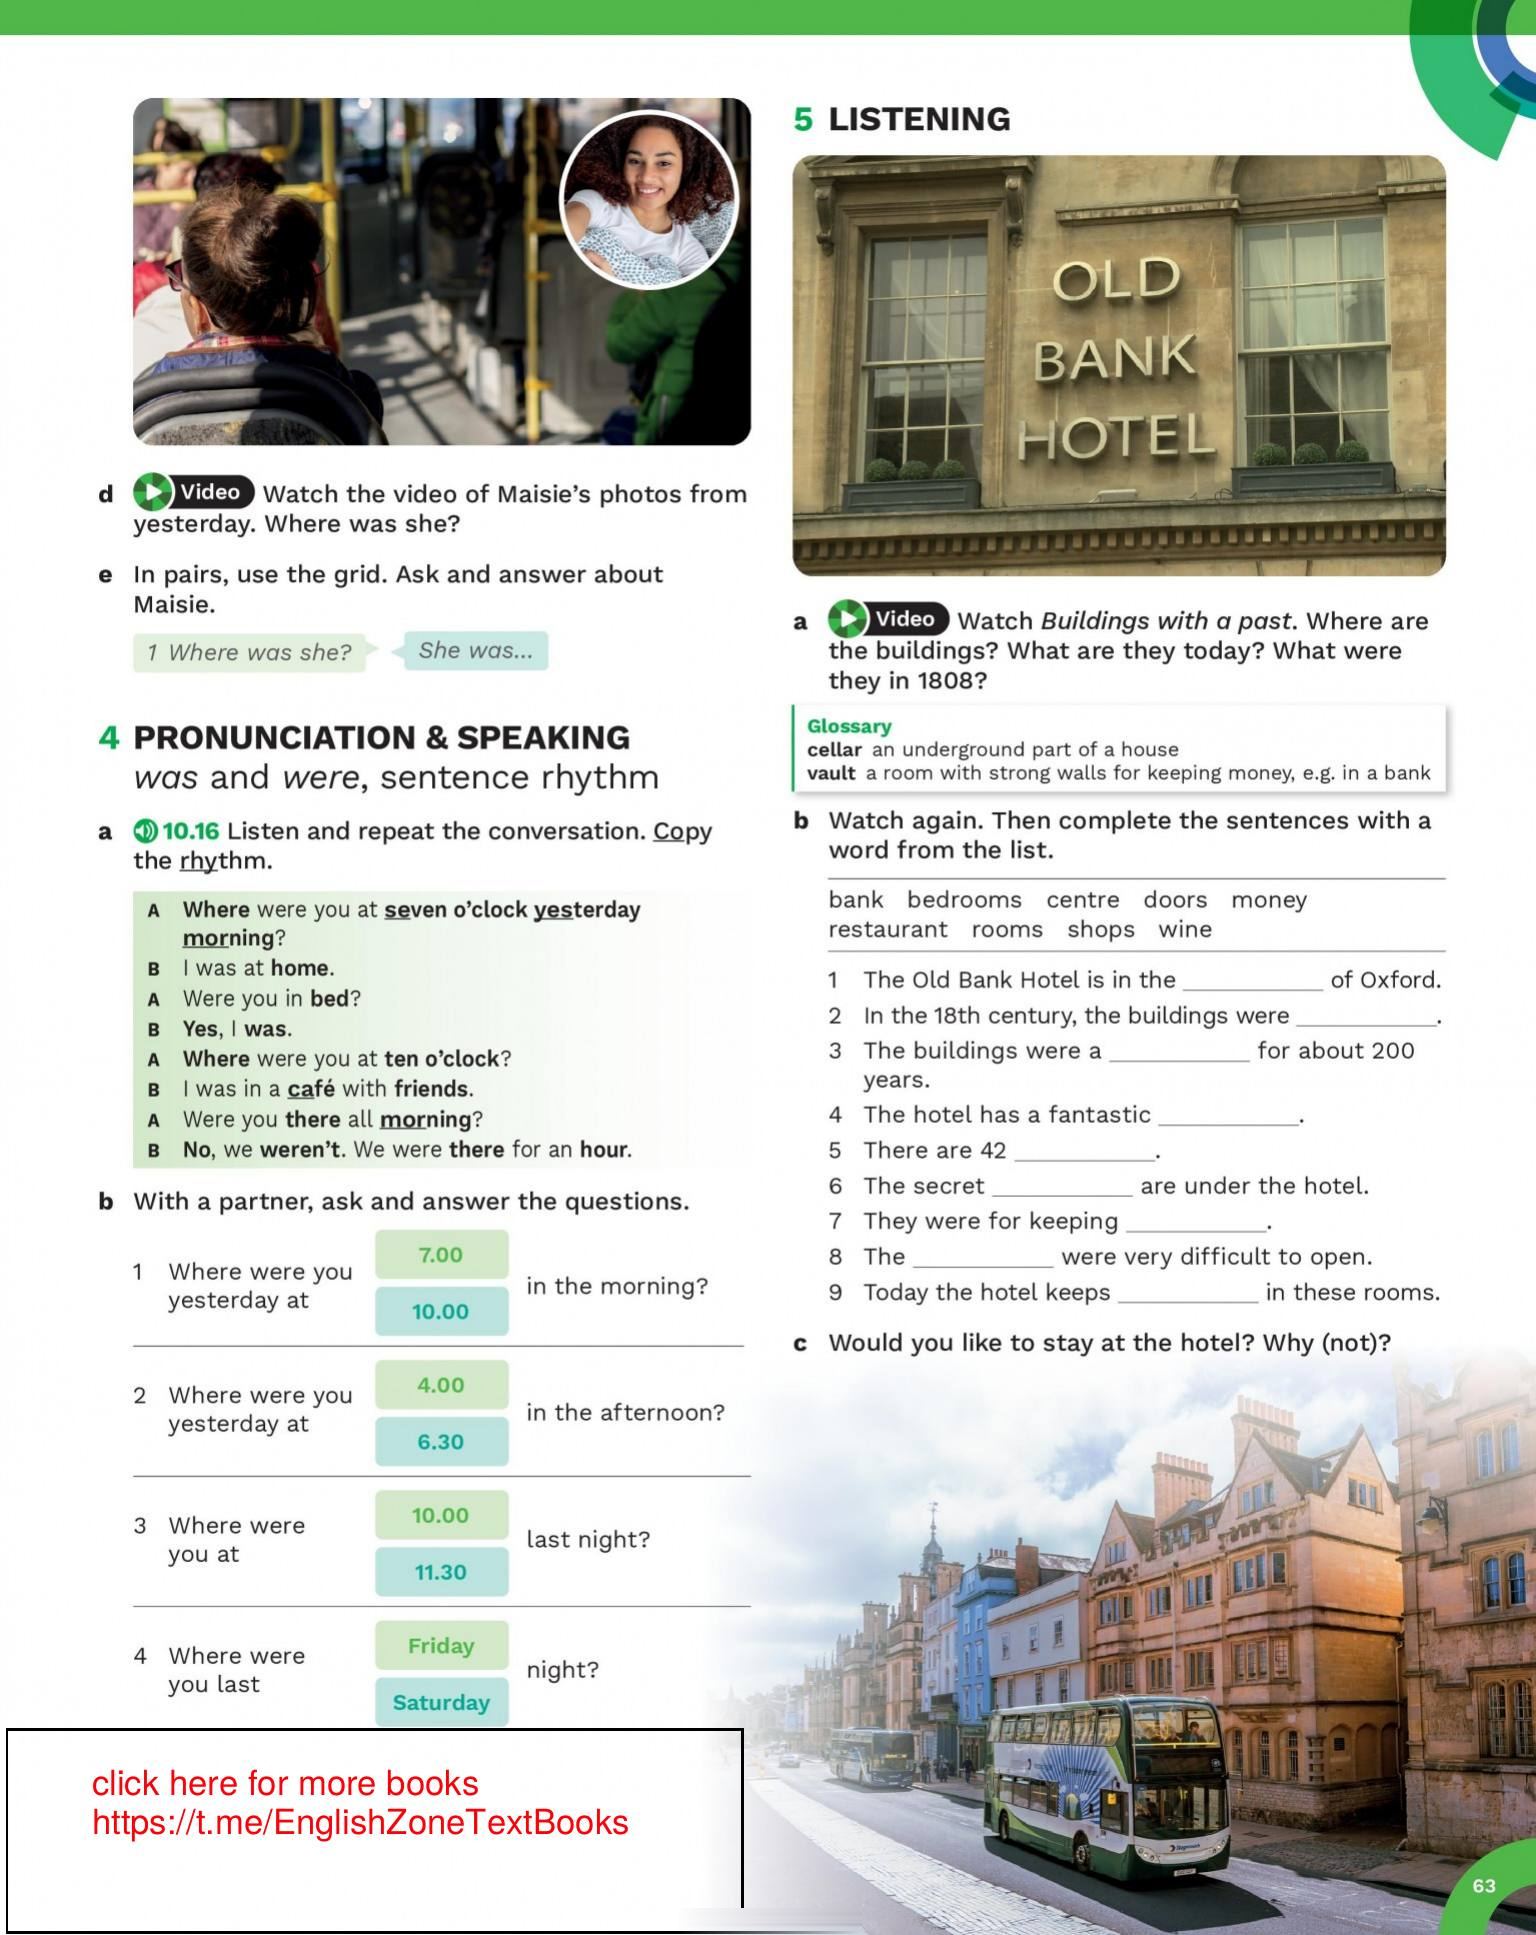 d Video Watch the video of Maisie's photos from
yesterday. Where was she?
e In pairs, use the grid. Ask and answer about
Maisie.
1 Where was she?
She was...
4 PRONUNCIATION & SPEAKING
was and were, sentence rhythm
a 10.16 Listen and repeat the conversation. Copy
the rhythm.
A Where were you at seven o'clock yesterday
morning?
B I was at home.
A Were you in bed?
B Yes, I was.
A Where were you at ten o'clock?
B I was in a café with friends.
A Were you there all morning?
B No, we weren't. We were there for an hour.
b With a partner, ask and answer the questions.
1 Where were you
yesterday at
7.00
10.00
in the morning?
2 Where were you
yesterday at
4.00
6.30
in the afternoon?
3 Where were
you at
10.00
11.30
last night?
4 Where were
you last
Friday
Saturday
night?
click here for more books
https://t.me/EnglishZoneTextBooks
5 LISTENING
OLD
BANK
HOTEL
a Video Watch Buildings with a past. Where are
the buildings? What are they today? What were
they in 1808?
Glossary
cellar an underground part of a house
vault a room with strong walls for keeping money, e.g. in a bank
b Watch again. Then complete the sentences with a
word from the list.
bank bedrooms centre doors money
restaurant rooms shops wine
1 The Old Bank Hotel is in the ____________ of Oxford.
2 In the 18th century, the buildings were ____________.
3 The buildings were a ____________ for about 200
years.
4 The hotel has a fantastic ____________.
5 There are 42 ____________.
6 The secret ____________ are under the hotel.
7 They were for keeping ____________.
8 The ____________ were very difficult to open.
9 Today the hotel keeps ____________ in these rooms.
c Would you like to stay at the hotel? Why (not)?
63